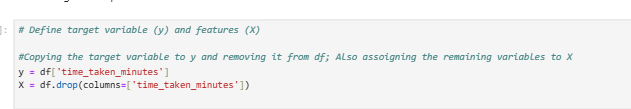 ]: # Define target variable (y) and features (X)
#Copying the target variable to y and removing it from df; ALso assoigning the remaining variables to X
y = df['time_taken_minutes']
X = df.drop(columns=['time_taken_minutes'])